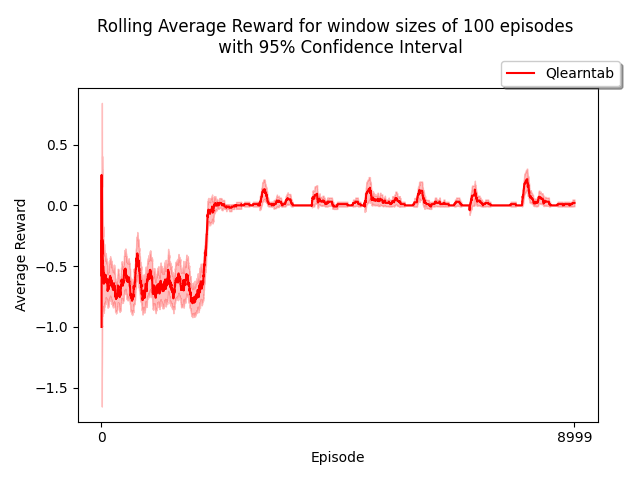 Rolling Average Reward for window sizes of 100 episodes
with 95% Confidence Interval
Qlearntab
0.5
0.0
−0.5
−1.0
−1.5
Average Reward
0
8999
Episode